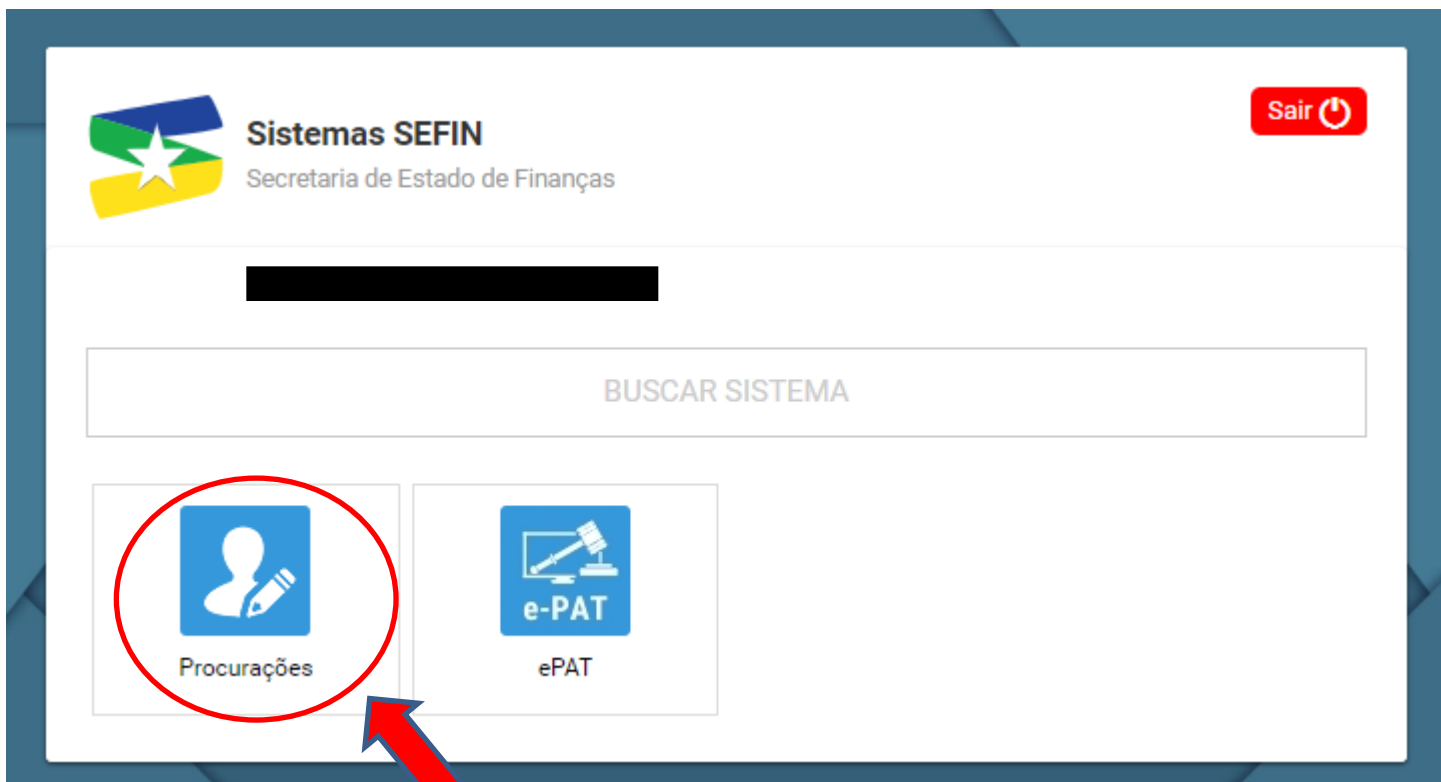 Sair
Sistemas SEFIN
Secretaria de Estado de Finanças
BUSCAR SISTEMA
e-PAT
Procurações
ePAT